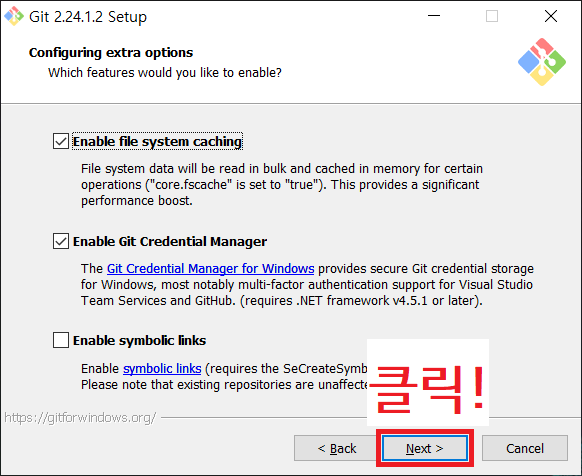 Git 2.24.1.2 Setup
Configuring extra options
Which features would you like to enable?
Enable file system caching
File system data will be read in bulk and cached in memory for certain
operations ("core.fscache" is set to "true"). This provides a significant
performance boost.
Enable Git Credential Manager
The Git Credential Manager for Windows provides secure Git credential storage
for Windows, most notably multi-factor authentication support for Visual Studio
Team Services and GitHub. (requires .NET framework v4.5.1 or later).
Enable symbolic links
Enable symbolic links (requires the
Please note that existing repositories are
클릭!
https://gitforwindows.org/
< Back
Next >
Cancel